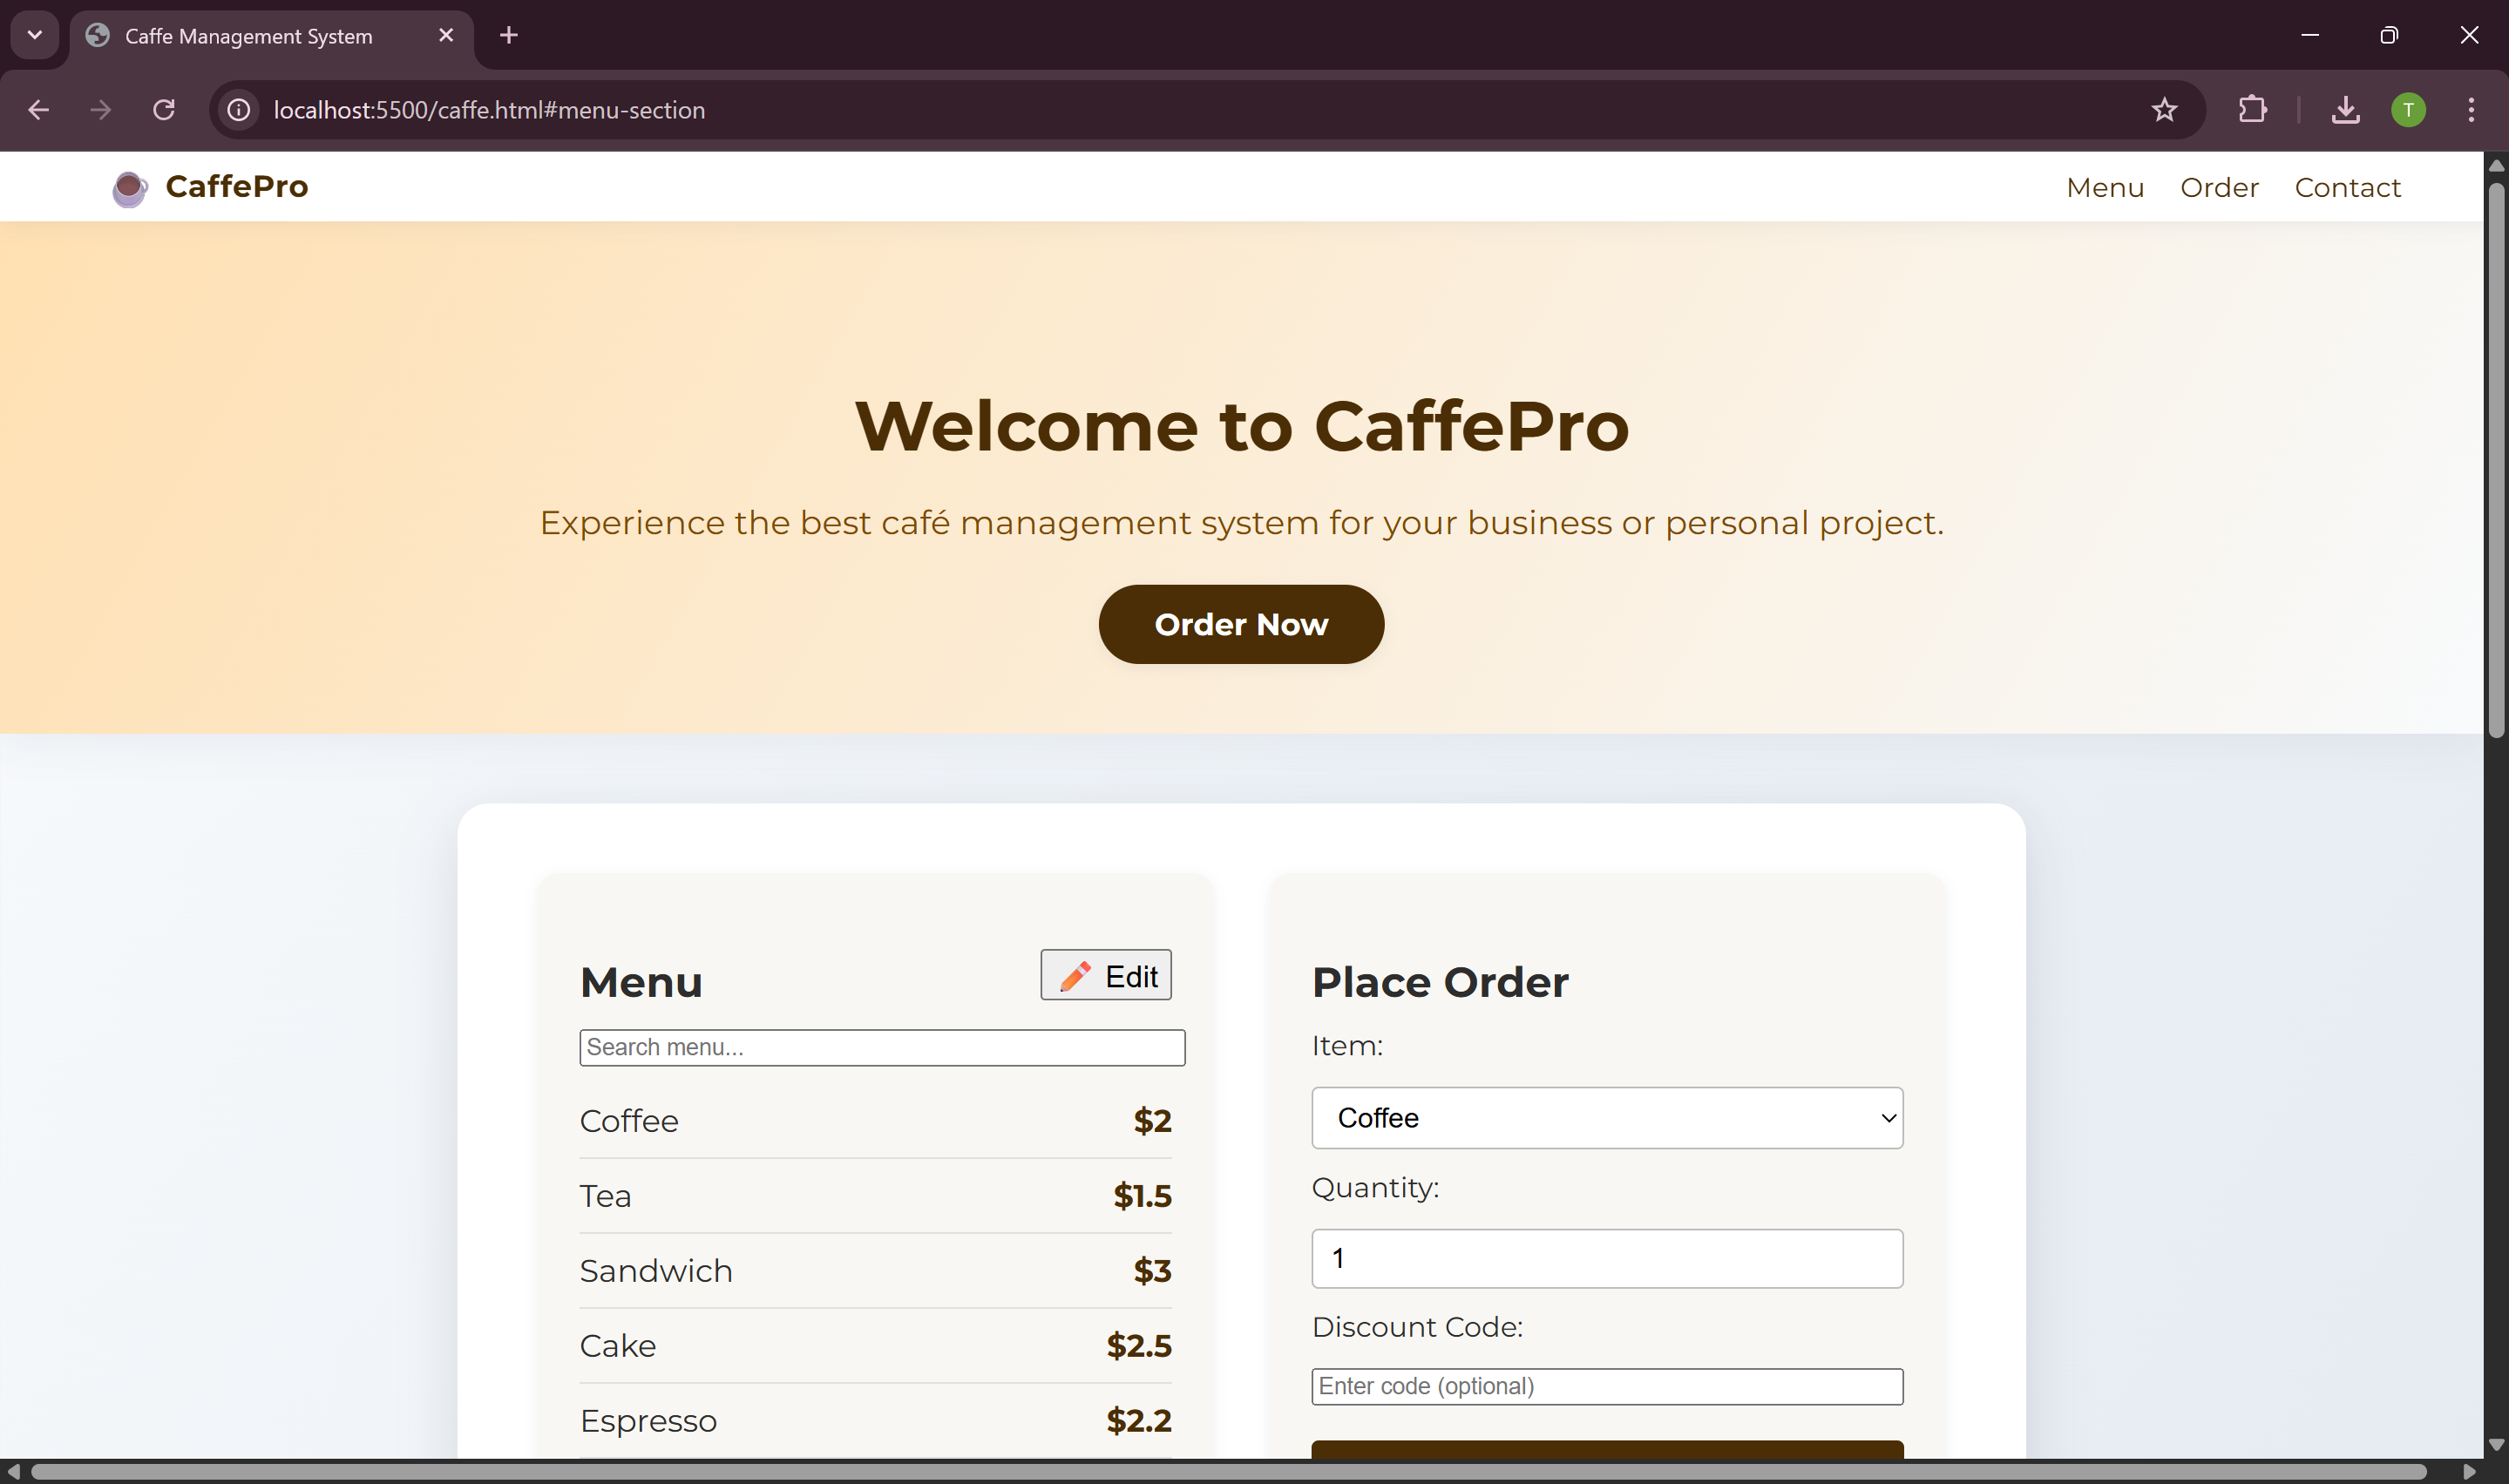 Caffe Management System
localhost:5500/caffe.html#menu-section
T
CaffePro
Menu Order Contact
Welcome to CaffePro
Experience the best café management system for your business or personal project.
Order Now
Menu
Edit
Search menu...
Coffee $2
Tea $1.5
Sandwich $3
Cake $2.5
Espresso $2.2
Place Order
Item:
Coffee
Quantity:
1
Discount Code:
Enter code (optional)